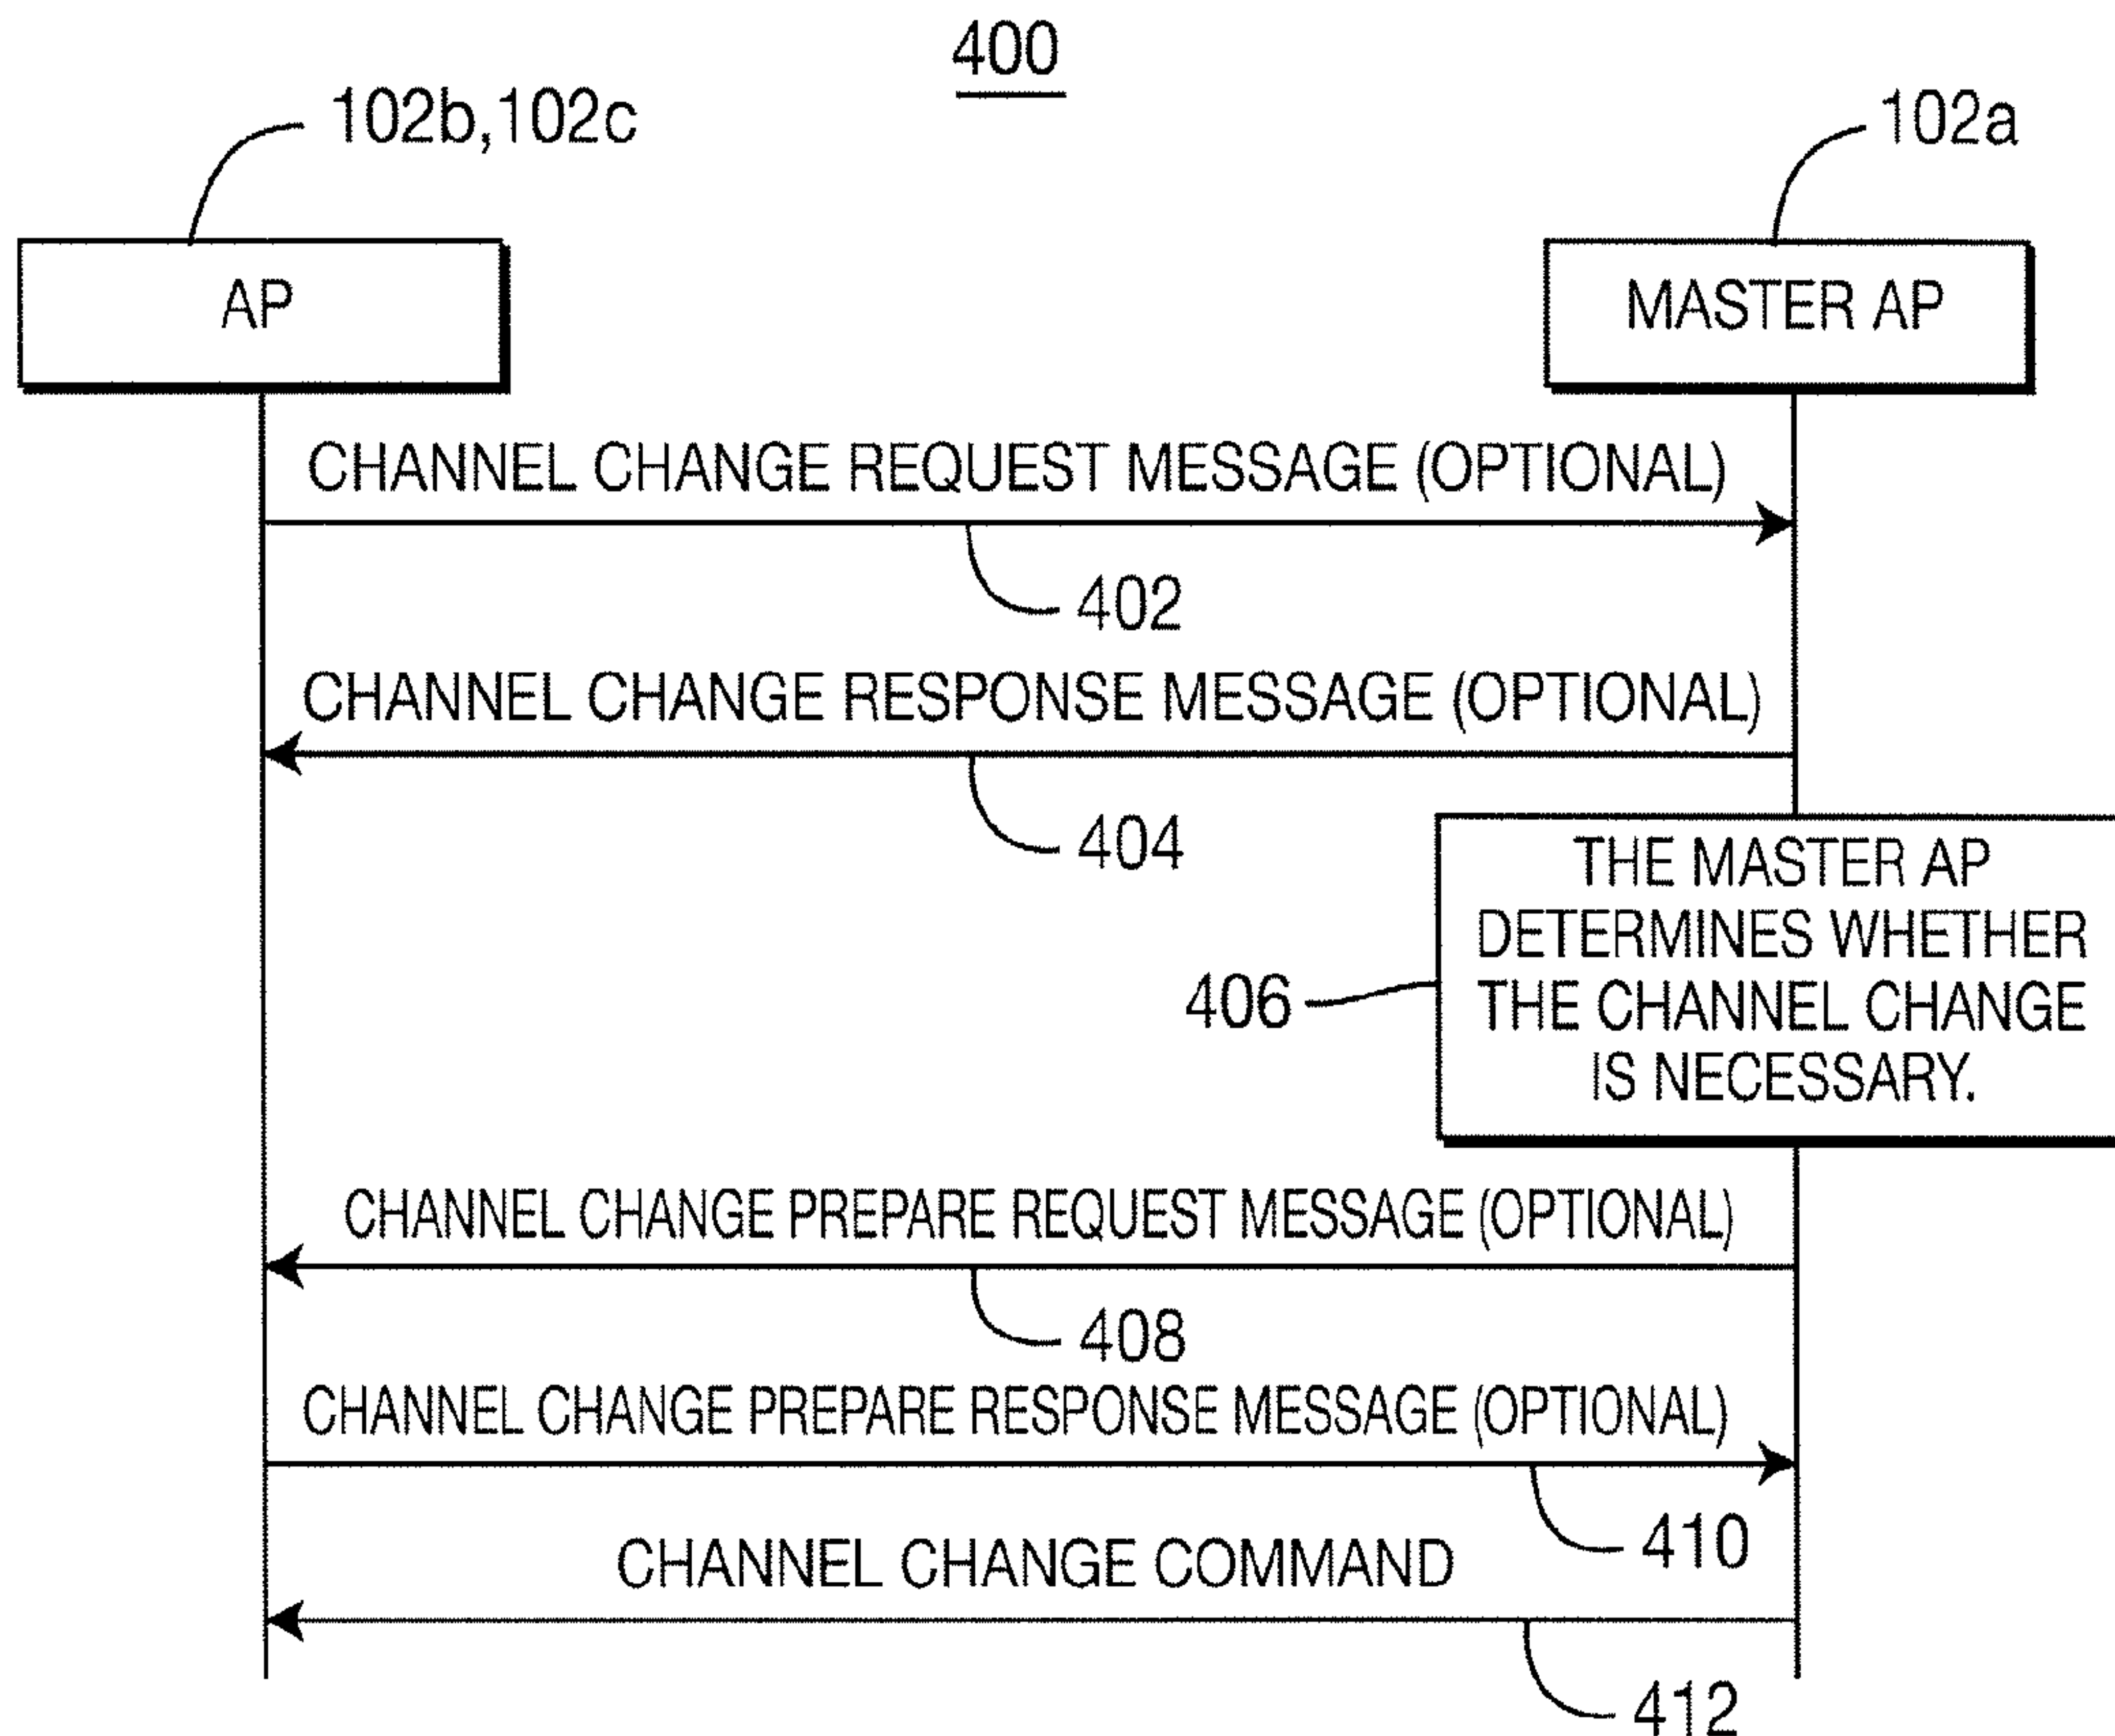 400
102b,102c
102a
AP
MASTER AP
CHANNEL CHANGE REQUEST MESSAGE (OPTIONAL)
402
CHANNEL CHANGE RESPONSE MESSAGE (OPTIONAL)
404
THE MASTER AP
DETERMINES WHETHER
THE CHANNEL CHANGE
IS NECESSARY.
406
CHANNEL CHANGE PREPARE REQUEST MESSAGE (OPTIONAL)
408
CHANNEL CHANGE PREPARE RESPONSE MESSAGE (OPTIONAL)
410
CHANNEL CHANGE COMMAND
412